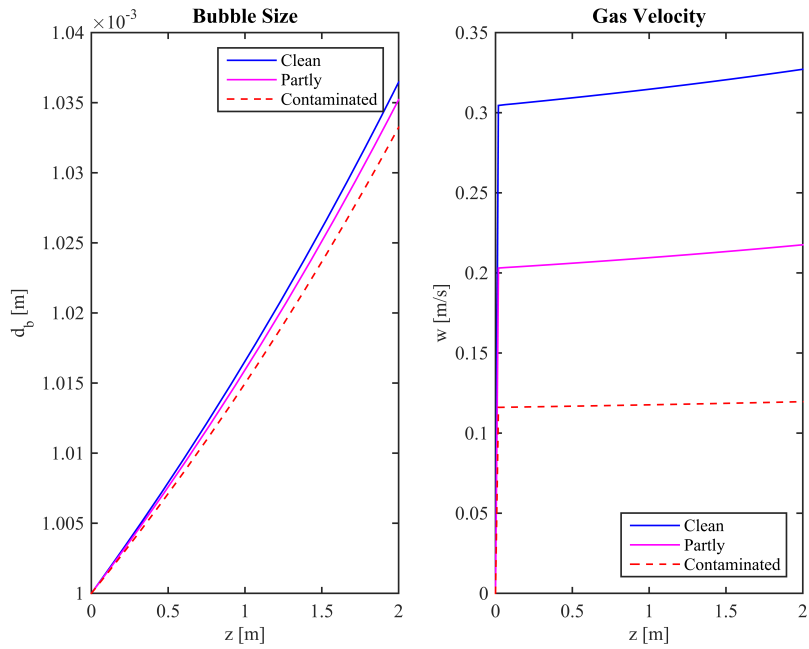 Bubble Size
×10⁻³
1.04
1.035
1.03
1.025
1.02
1.015
1.01
1.005
1
d_b [m]
0 0.5 1 1.5 2
z [m]
Clean
Partly
Contaminated
Gas Velocity
0.35
0.3
0.25
0.2
0.15
0.1
0.05
0
w [m/s]
0 0.5 1 1.5 2
z [m]
Clean
Partly
Contaminated